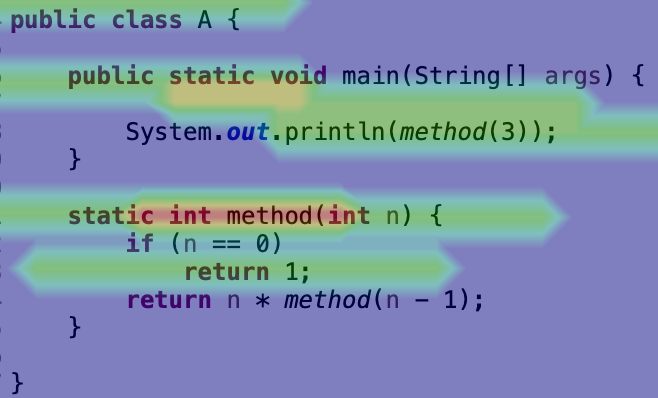 public class A {
public static void main(String[] args) {
System.out.println(method(3));
}
static int method(int n) {
if (n == 0)
return 1;
return n * method(n − 1);
}
}